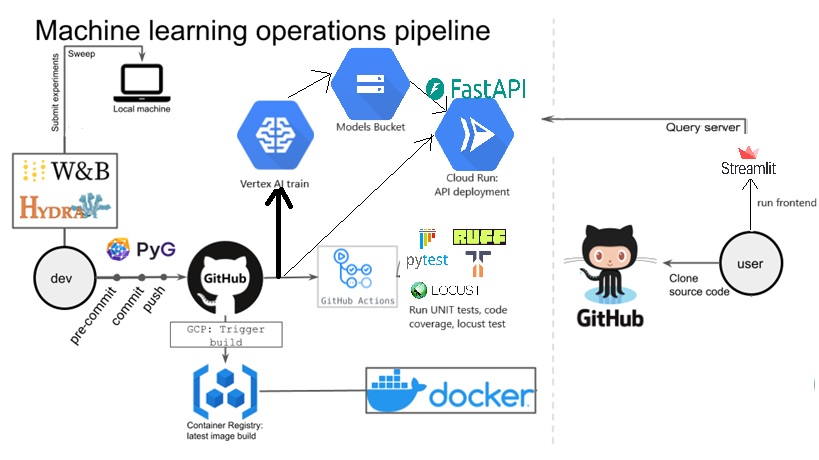 Machine learning operations pipeline
Submit experiments
Sweep
Local machine
W&B
HYDRA
PyG
dev
pre-commit
commit
push
GitHub
GCP: Trigger
build
Container Registry:
latest image build
docker
Vertex AI train
Models Bucket
FastAPI
Cloud Run:
API deployment
GitHub Actions
pytest
RUFF
LOCUST
Run UNIT tests, code
coverage, locust test
Query server
Streamlit
run frontend
user
Clone
source code
GitHub